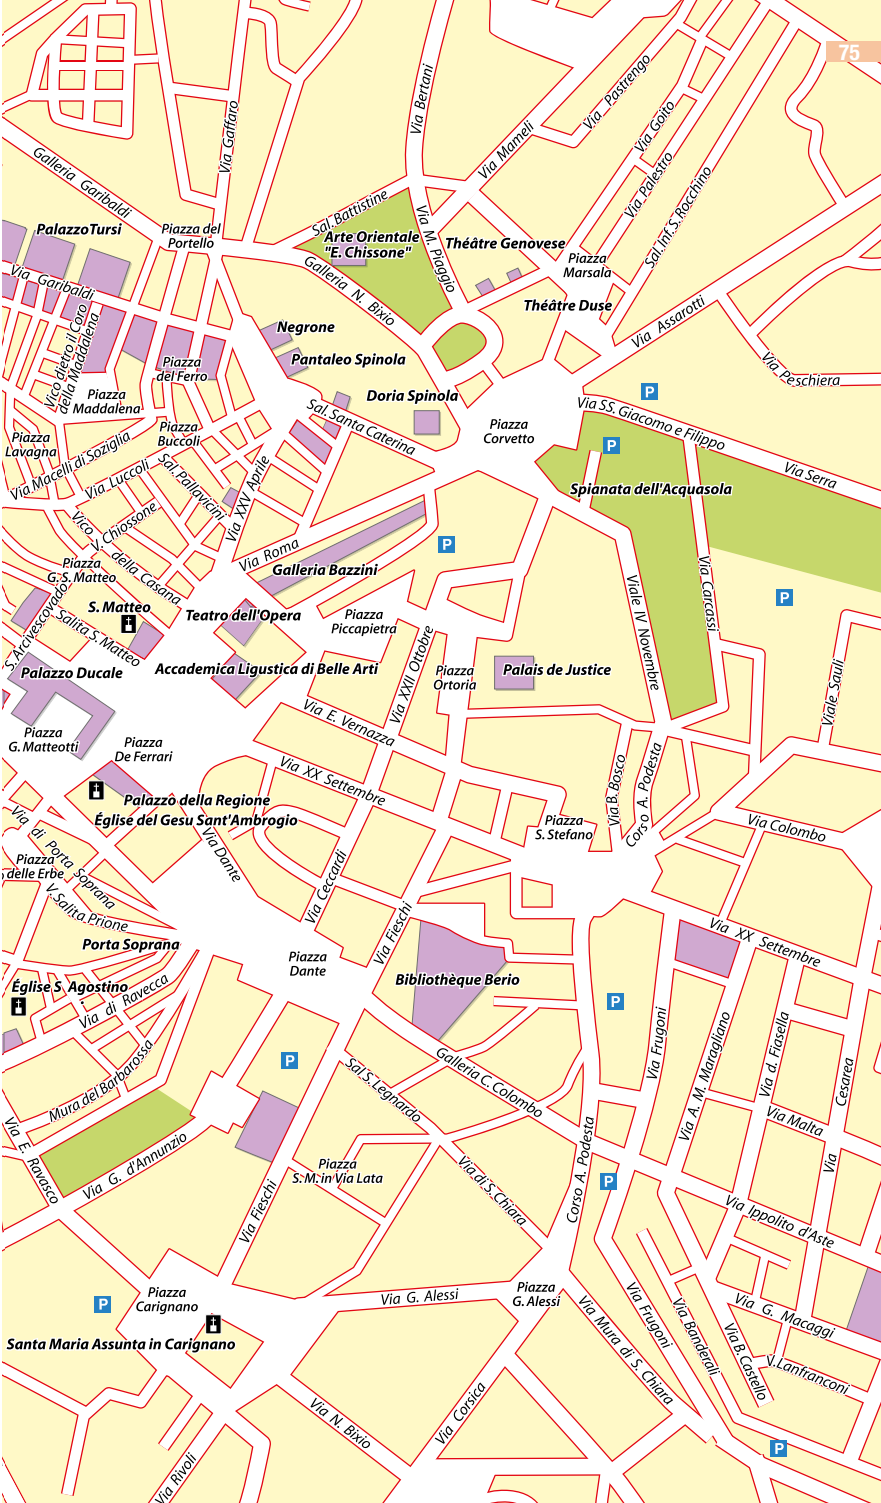 75
Via Bertani
Via Pastrengo
Via Goito
Via Mameli
Via Gaffaro
Galleria Garibaldi
Via Palestro
Sal. Inf. S. Rocchino
Sal. Battistine
PalazzoTursi
Piazza del
Portello
Arte Orientale
"E. Chissone"
Via M. Piaggio
Théâtre Genovese
Piazza
Marsala
Via Garibaldi
Galleria N. Bixio
Théâtre Duse
Via Assarotti
Vico dietro il Coro
della Maddalena
Negrone
Pantaleo Spinola
Piazza
del Ferro
Via Peschiera
Doria Spinola
P
Piazza
Maddalena
Sal. Santa Caterina
Via SS. Giacomo e Filippo
Piazza
Corvetto
Piazza
Lavagna
Piazza
Buccoli
P
Via Macelli di Soziglia
Via Luccoli
Sal. Pallavicini
Via XXV Aprile
Via Serra
Spianata dell'Acquasola
V. Chiossone
Vico della Casana
Via Roma
P
Galleria Bazzini
Via Carcassi
Piazza
G. S. Matteo
P
S. Matteo
Teatro dell'Opera
Piazza
Piccapietra
Viale IV Novembre
S. Arcivescovado
Salita S. Matteo
Via XXII Ottobre
Palazzo Ducale
Accademica Ligustica di Belle Arti
Piazza
Ortoria
Palais de Justice
Viale Sauli
Piazza
G. Matteotti
Piazza
De Ferrari
Via E. Vernazza
Via XX Settembre
Via B. Bosco
Corso A. Podesta
Palazzo della Regione
Église del Gesu Sant'Ambrogio
Piazza
S. Stefano
Via Colombo
Via di Porta Soprana
Via Dante
Piazza
delle Erbe
Via Ceccardi
V. Salita Prione
Via Fieschi
Via XX Settembre
Porta Soprana
Piazza
Dante
Bibliothèque Berio
Église S Agostino
Via di Ravecca
P
Via Frugoni
Via A. M. Maragliano
Via d. Fiasella
P
Galleria C. Colombo
Mura del Barbarossa
Sal S. Legnardo
Via Cesarea
Via Malta
Via E. Ravasco
Via G. d'Annunzio
Piazza
S. M. in Via Lata
Via di S. Chiara
Corso A. Podesta
P
Via Fieschi
Via Ippolito d'Aste
Piazza
Carignano
P
Via G. Alessi
Piazza
G. Alessi
Via Mura di S. Chiara
Via Frugoni
Via Banderali
Via G. Macaggi
Via B. Castello
V. Lanfranconi
Santa Maria Assunta in Carignano
Via N. Bixio
Via Corsica
P
Via Rivoli